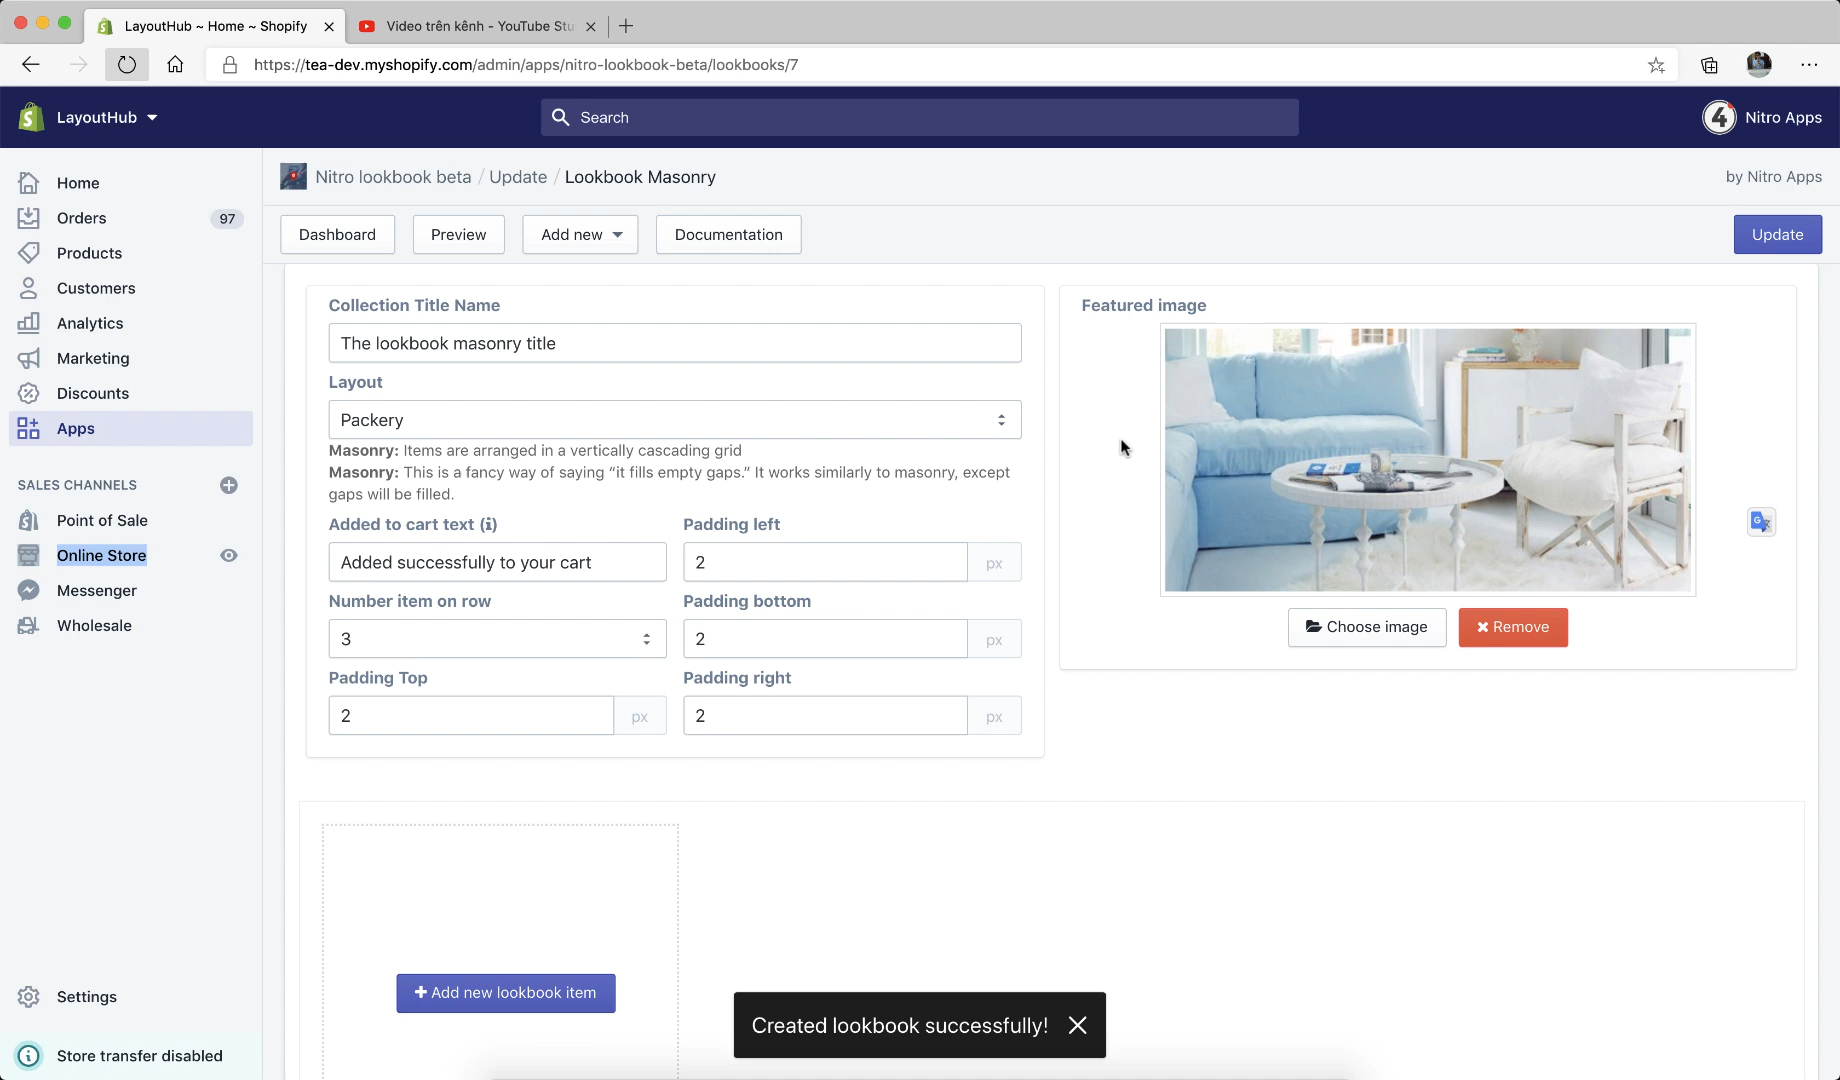 LayoutHub ~ Home ~ Shopify
Video trên kênh - YouTube Stu
https://tea-dev.myshopify.com/admin/apps/nitro-lookbook-beta/lookbooks/7
LayoutHub
Search
4
Nitro Apps
Home
Orders
97
Products
Customers
Analytics
Marketing
Discounts
Apps
SALES CHANNELS
Point of Sale
Online Store
Messenger
Wholesale
Settings
Store transfer disabled
Nitro lookbook beta / Update / Lookbook Masonry
by Nitro Apps
Dashboard
Preview
Add new
Documentation
Update
Collection Title Name
The lookbook masonry title
Layout
Packery
Masonry: Items are arranged in a vertically cascading grid
Masonry: This is a fancy way of saying “it fills empty gaps.” It works similarly to masonry, except
gaps will be filled.
Added to cart text (i)
Padding left
Added successfully to your cart
2
px
Number item on row
Padding bottom
3
2
px
Padding Top
Padding right
2
px
2
px
Featured image
Choose image
Remove
+ Add new lookbook item
Created lookbook successfully!